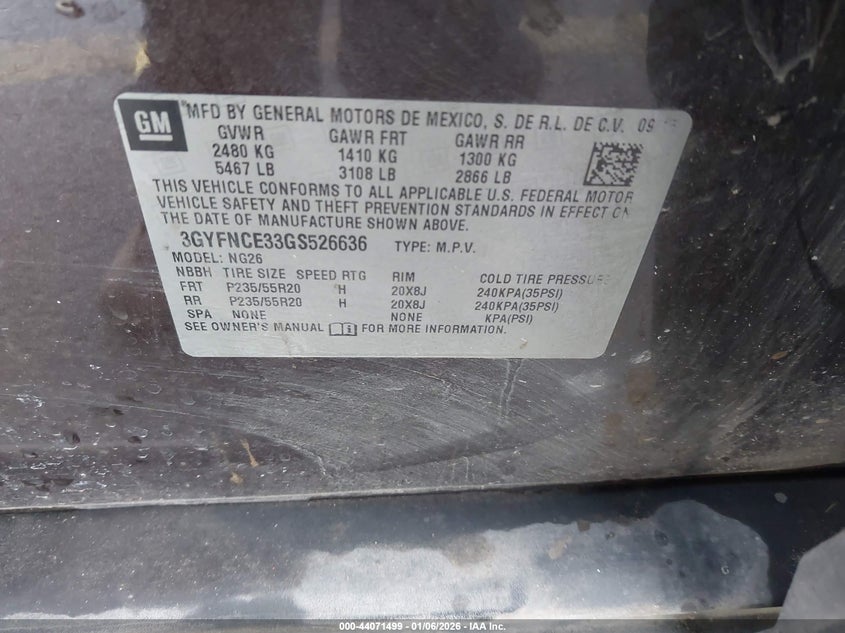 GM
MFD BY GENERAL MOTORS DE MEXICO, S. DE R.L. DE C.V. 09
GVWR GAWR FRT GAWR RR
2480 KG 1410 KG 1300 KG
5467 LB 3108 LB 2866 LB
THIS VEHICLE CONFORMS TO ALL APPLICABLE U.S. FEDERAL MOTOR
VEHICLE SAFETY AND THEFT PREVENTION STANDARDS IN EFFECT ON
THE DATE OF MANUFACTURE SHOWN ABOVE.
3GYFNCE33GS526636 TYPE: M.P.V.
MODEL: NG26
NBBH TIRE SIZE SPEED RTG RIM COLD TIRE PRESSURE
FRT P235/55R20 H 20X8J 240KPA(35PSI)
RR P235/55R20 H 20X8J 240KPA(35PSI)
SPA NONE NONE KPA(PSI)
SEE OWNER'S MANUAL FOR MORE INFORMATION.
000-44071499 - 01/06/2026 - IAA Inc.